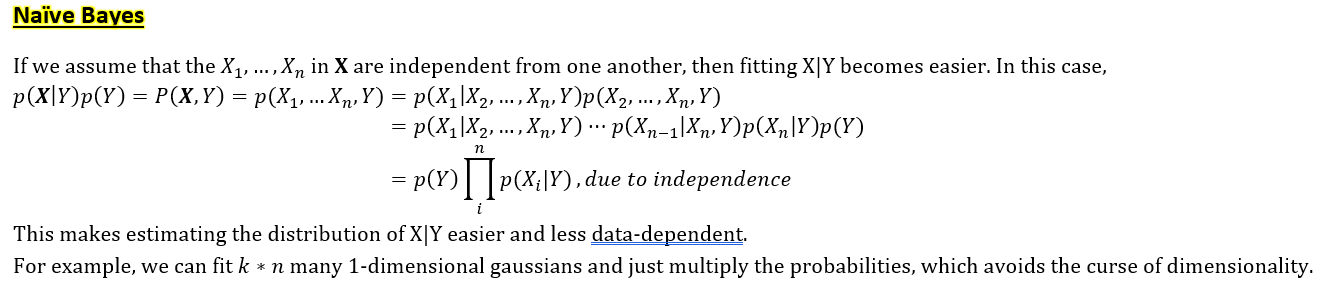 Naïve Bayes
If we assume that the X₁, … , Xₙ in X are independent from one another, then fitting X|Y becomes easier. In this case,
p(X|Y)p(Y) = P(X, Y) = p(X₁, … Xₙ, Y) = p(X₁|X₂, … , Xₙ, Y)p(X₂, … , Xₙ, Y)
= p(X₁|X₂, … , Xₙ, Y) ⋯ p(Xₙ₋₁|Xₙ, Y)p(Xₙ|Y)p(Y)
= p(Y) ∏ᵢⁿ p(Xᵢ|Y) , due to independence
This makes estimating the distribution of X|Y easier and less data-dependent.
For example, we can fit k * n many 1-dimensional gaussians and just multiply the probabilities, which avoids the curse of dimensionality.